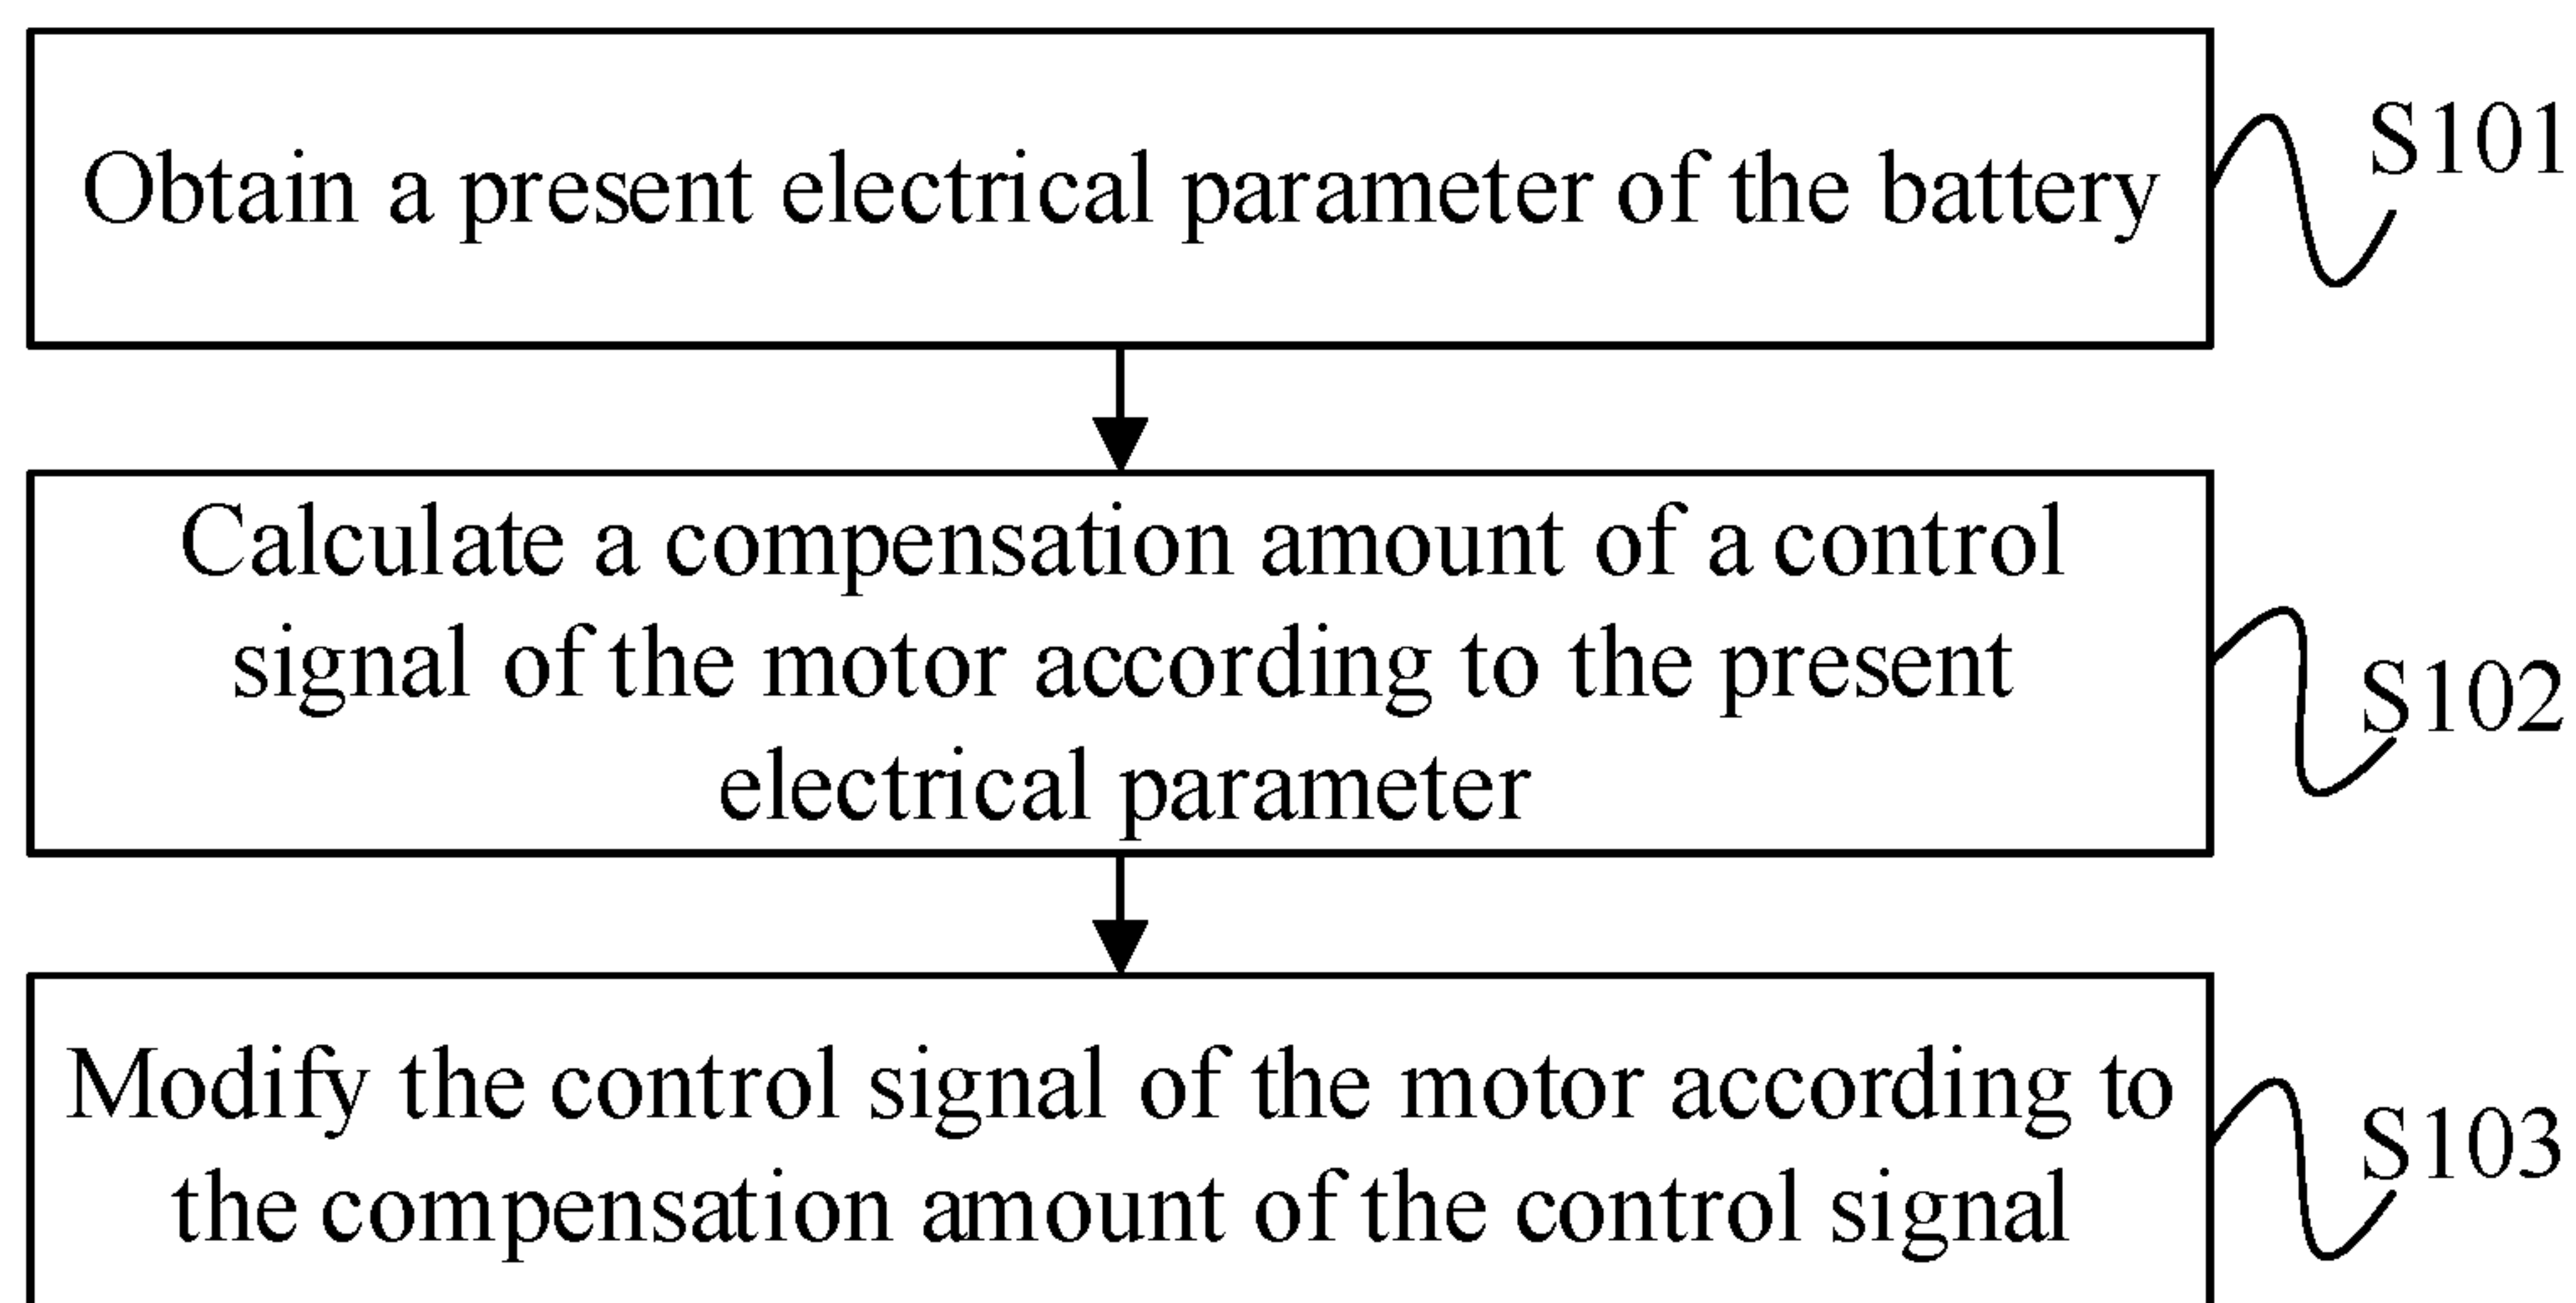 Obtain a present electrical parameter of the battery
S101
Calculate a compensation amount of a control
signal of the motor according to the present
electrical parameter
S102
Modify the control signal of the motor according to
the compensation amount of the control signal
S103